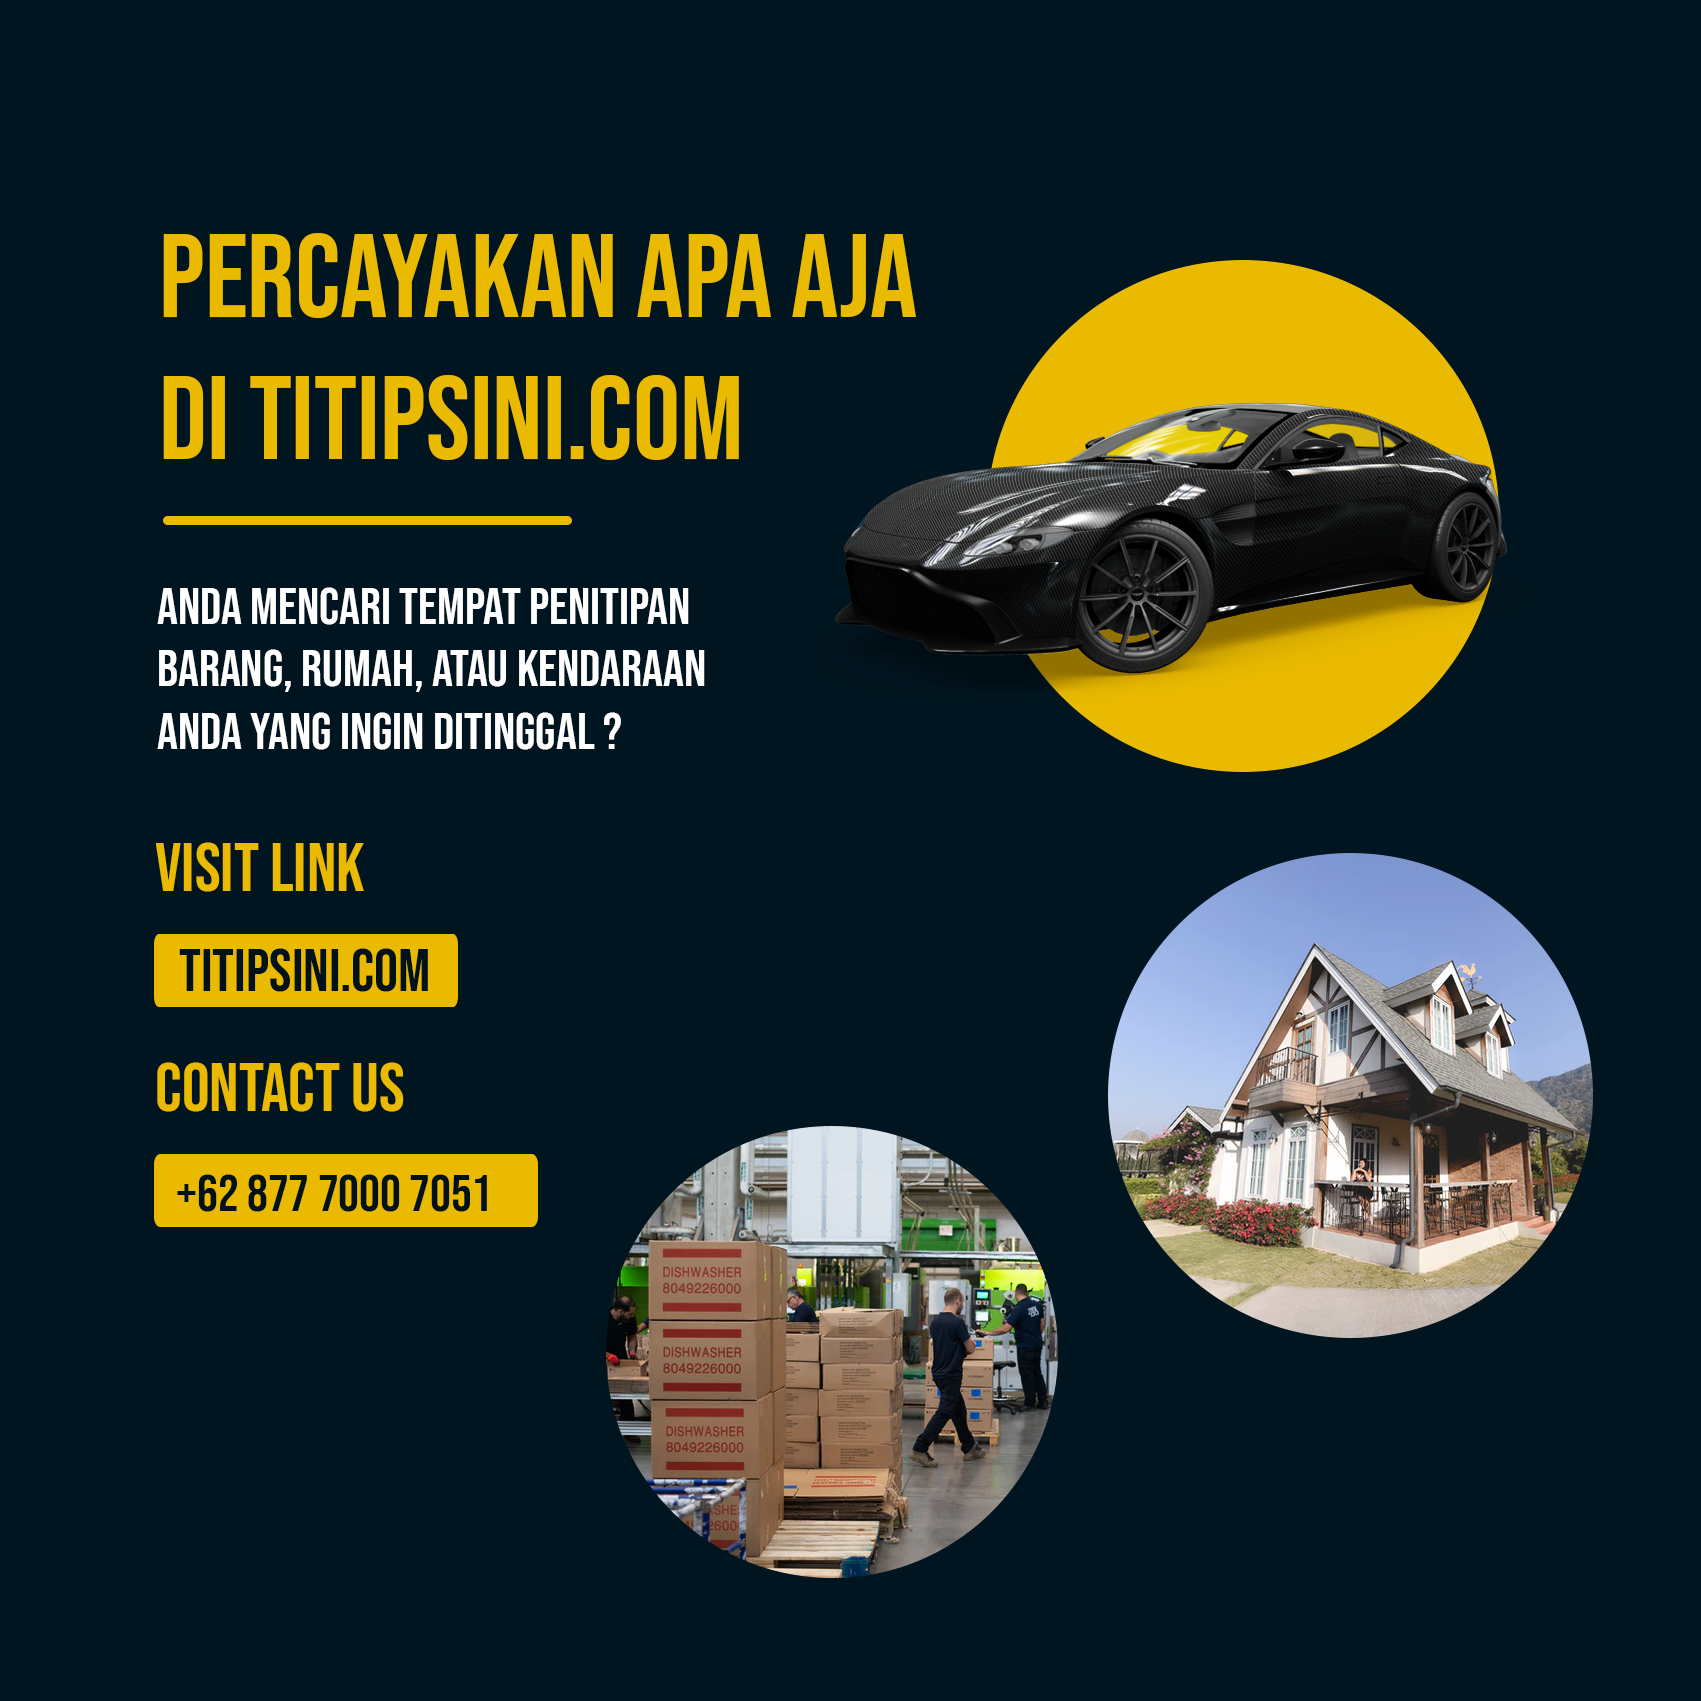 PERCAYAKAN APA AJA
DI TITIPSINI.COM
ANDA MENCARI TEMPAT PENITIPAN
BARANG, RUMAH, ATAU KENDARAAN
ANDA YANG INGIN DITINGGAL ?
VISIT LINK
TITIPSINI.COM
CONTACT US
+62 877 7000 7051
DISHWASHER
8049226000
DISHWASHER
8049226000
DISHWASHER
8049226000